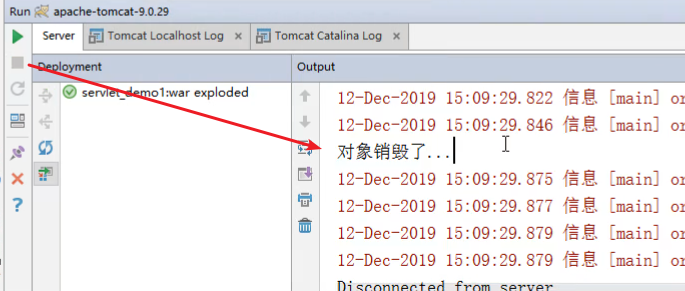 Run apache-tomcat-9.0.29
Server Tomcat Localhost Log Tomcat Catalina Log
Deployment Output
servlet_demo1:war exploded
12-Dec-2019 15:09:29.822 信息 [main] or
12-Dec-2019 15:09:29.846 信息 [main] or
对象销毁了...
12-Dec-2019 15:09:29.875 信息 [main] or
12-Dec-2019 15:09:29.877 信息 [main] or
12-Dec-2019 15:09:29.879 信息 [main] or
12-Dec-2019 15:09:29.879 信息 [main] or
Disconnected from server